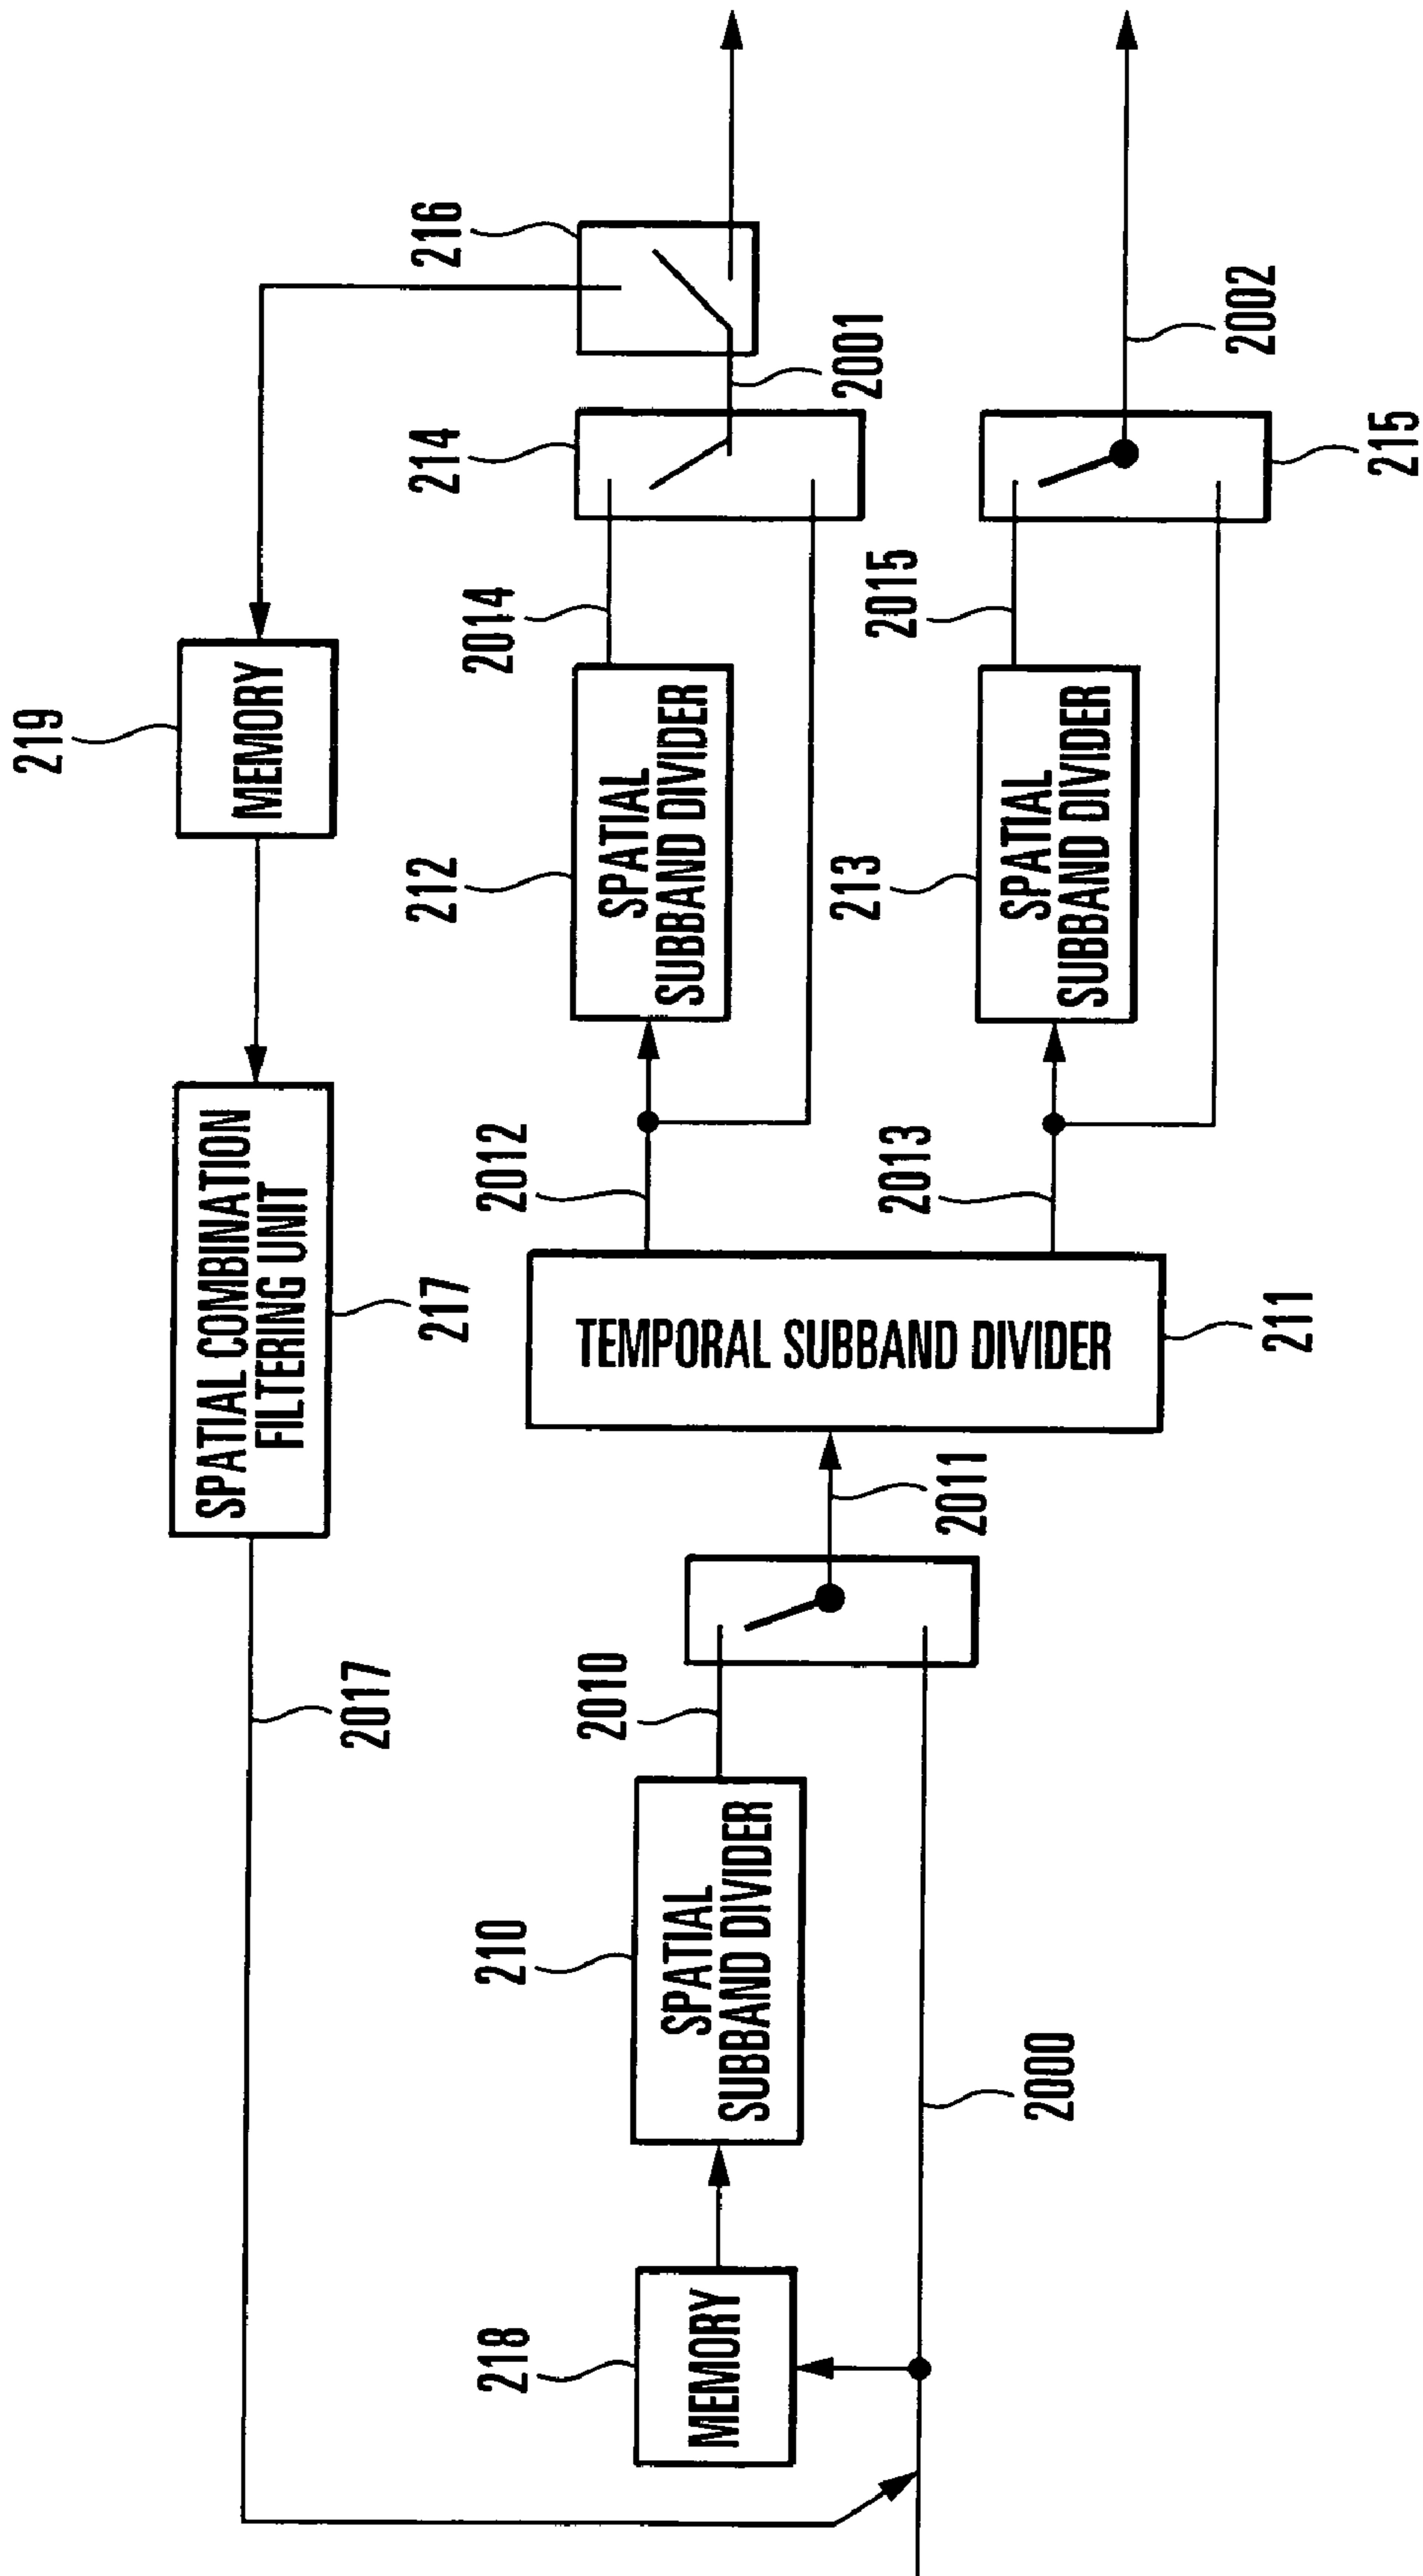 219
MEMORY
SPATIAL COMBINATION
FILTERING UNIT
217
2017
216
214
2001
2014
212
SPATIAL
SUBBAND DIVIDER
2012
2002
215
2015
213
SPATIAL
SUBBAND DIVIDER
2013
TEMPORAL SUBBAND DIVIDER
211
2011
2010
210
SPATIAL
SUBBAND DIVIDER
218
MEMORY
2000